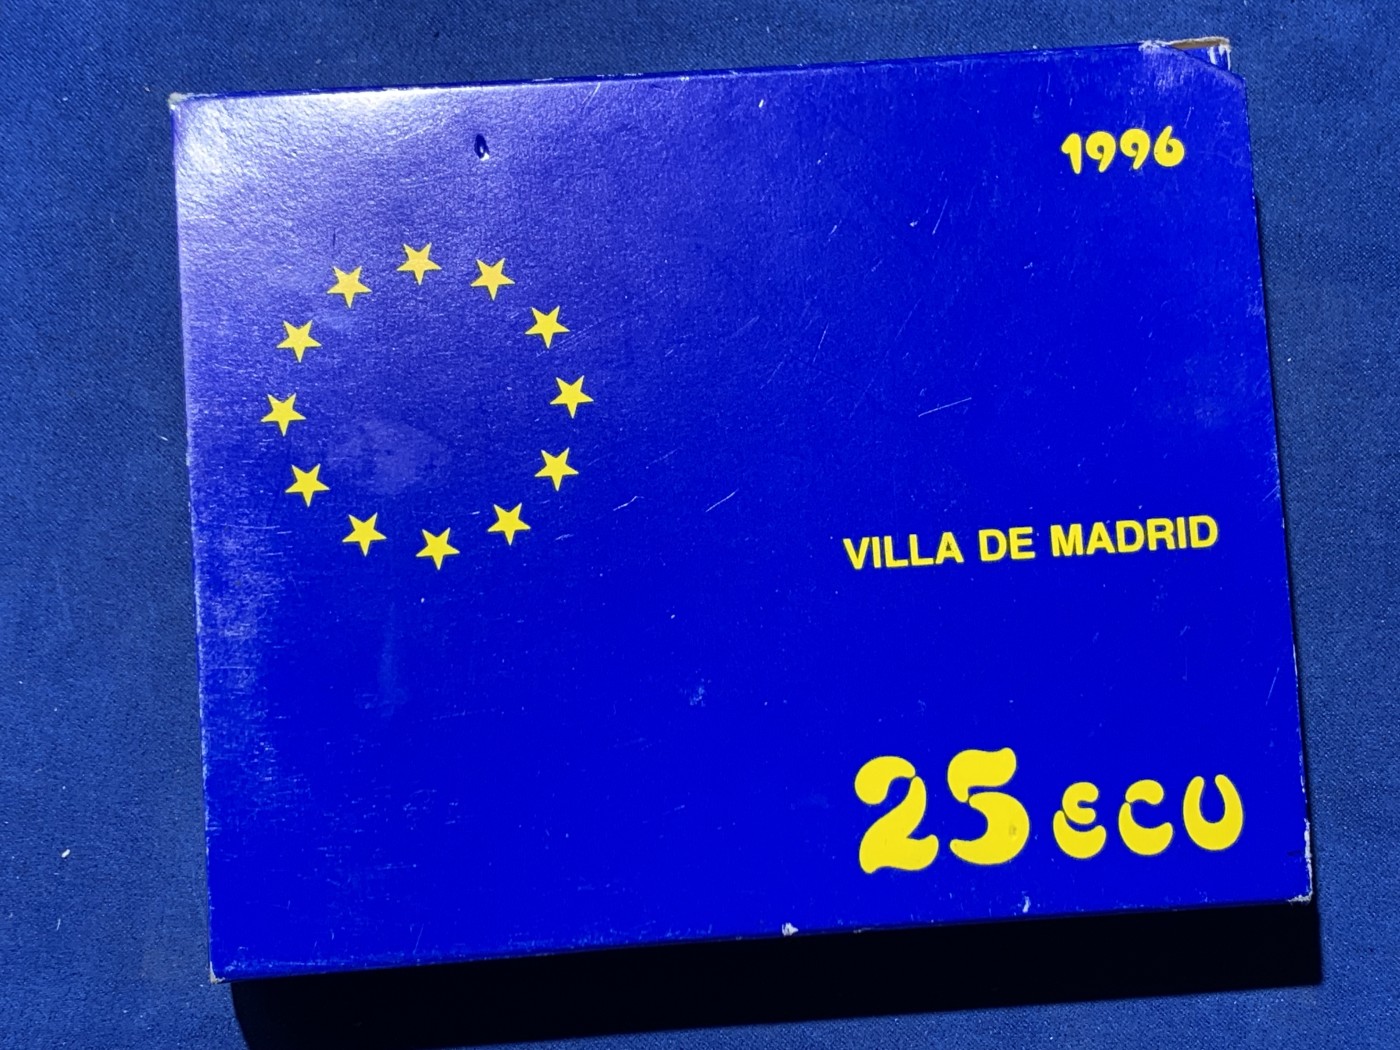 1996
VILLA DE MADRID
25 ECU